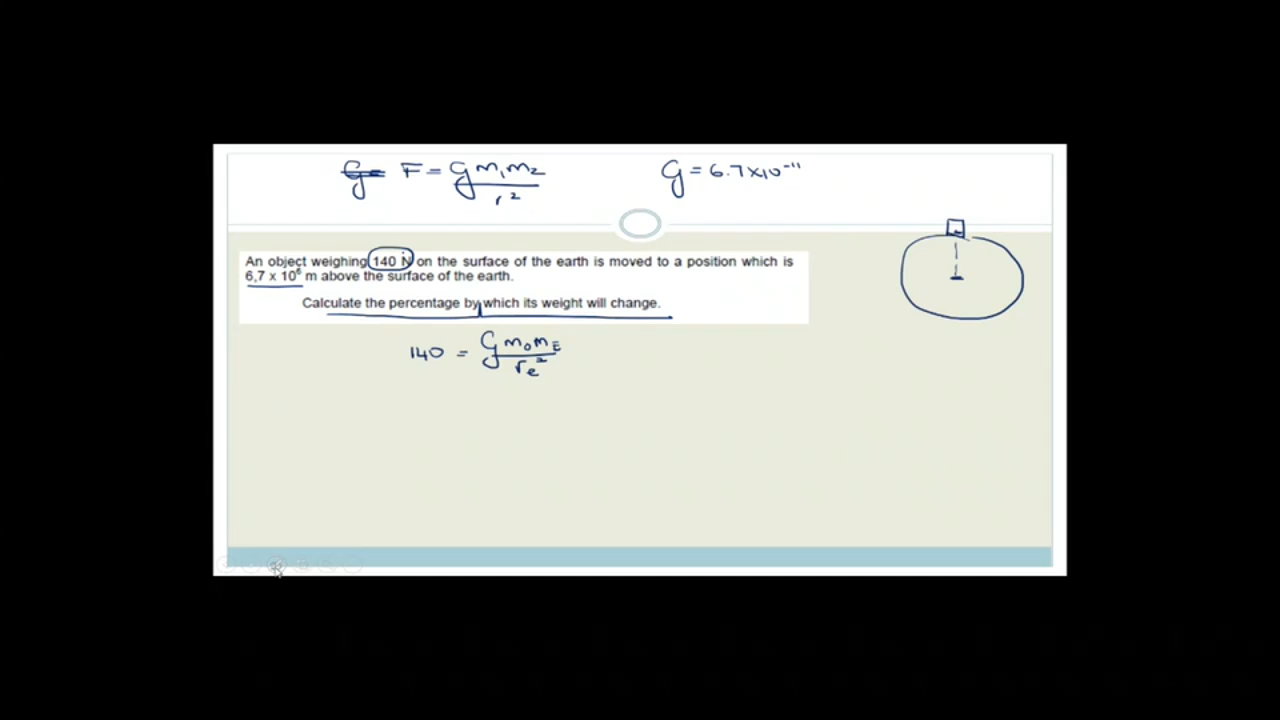 G= F = G m₁m₂ / r²
G = 6.7 x 10⁻¹¹
An object weighing 140 N on the surface of the earth is moved to a position which is
6,7 x 10⁶ m above the surface of the earth.
Calculate the percentage by which its weight will change.
140 = G mₒm_E / r_e²